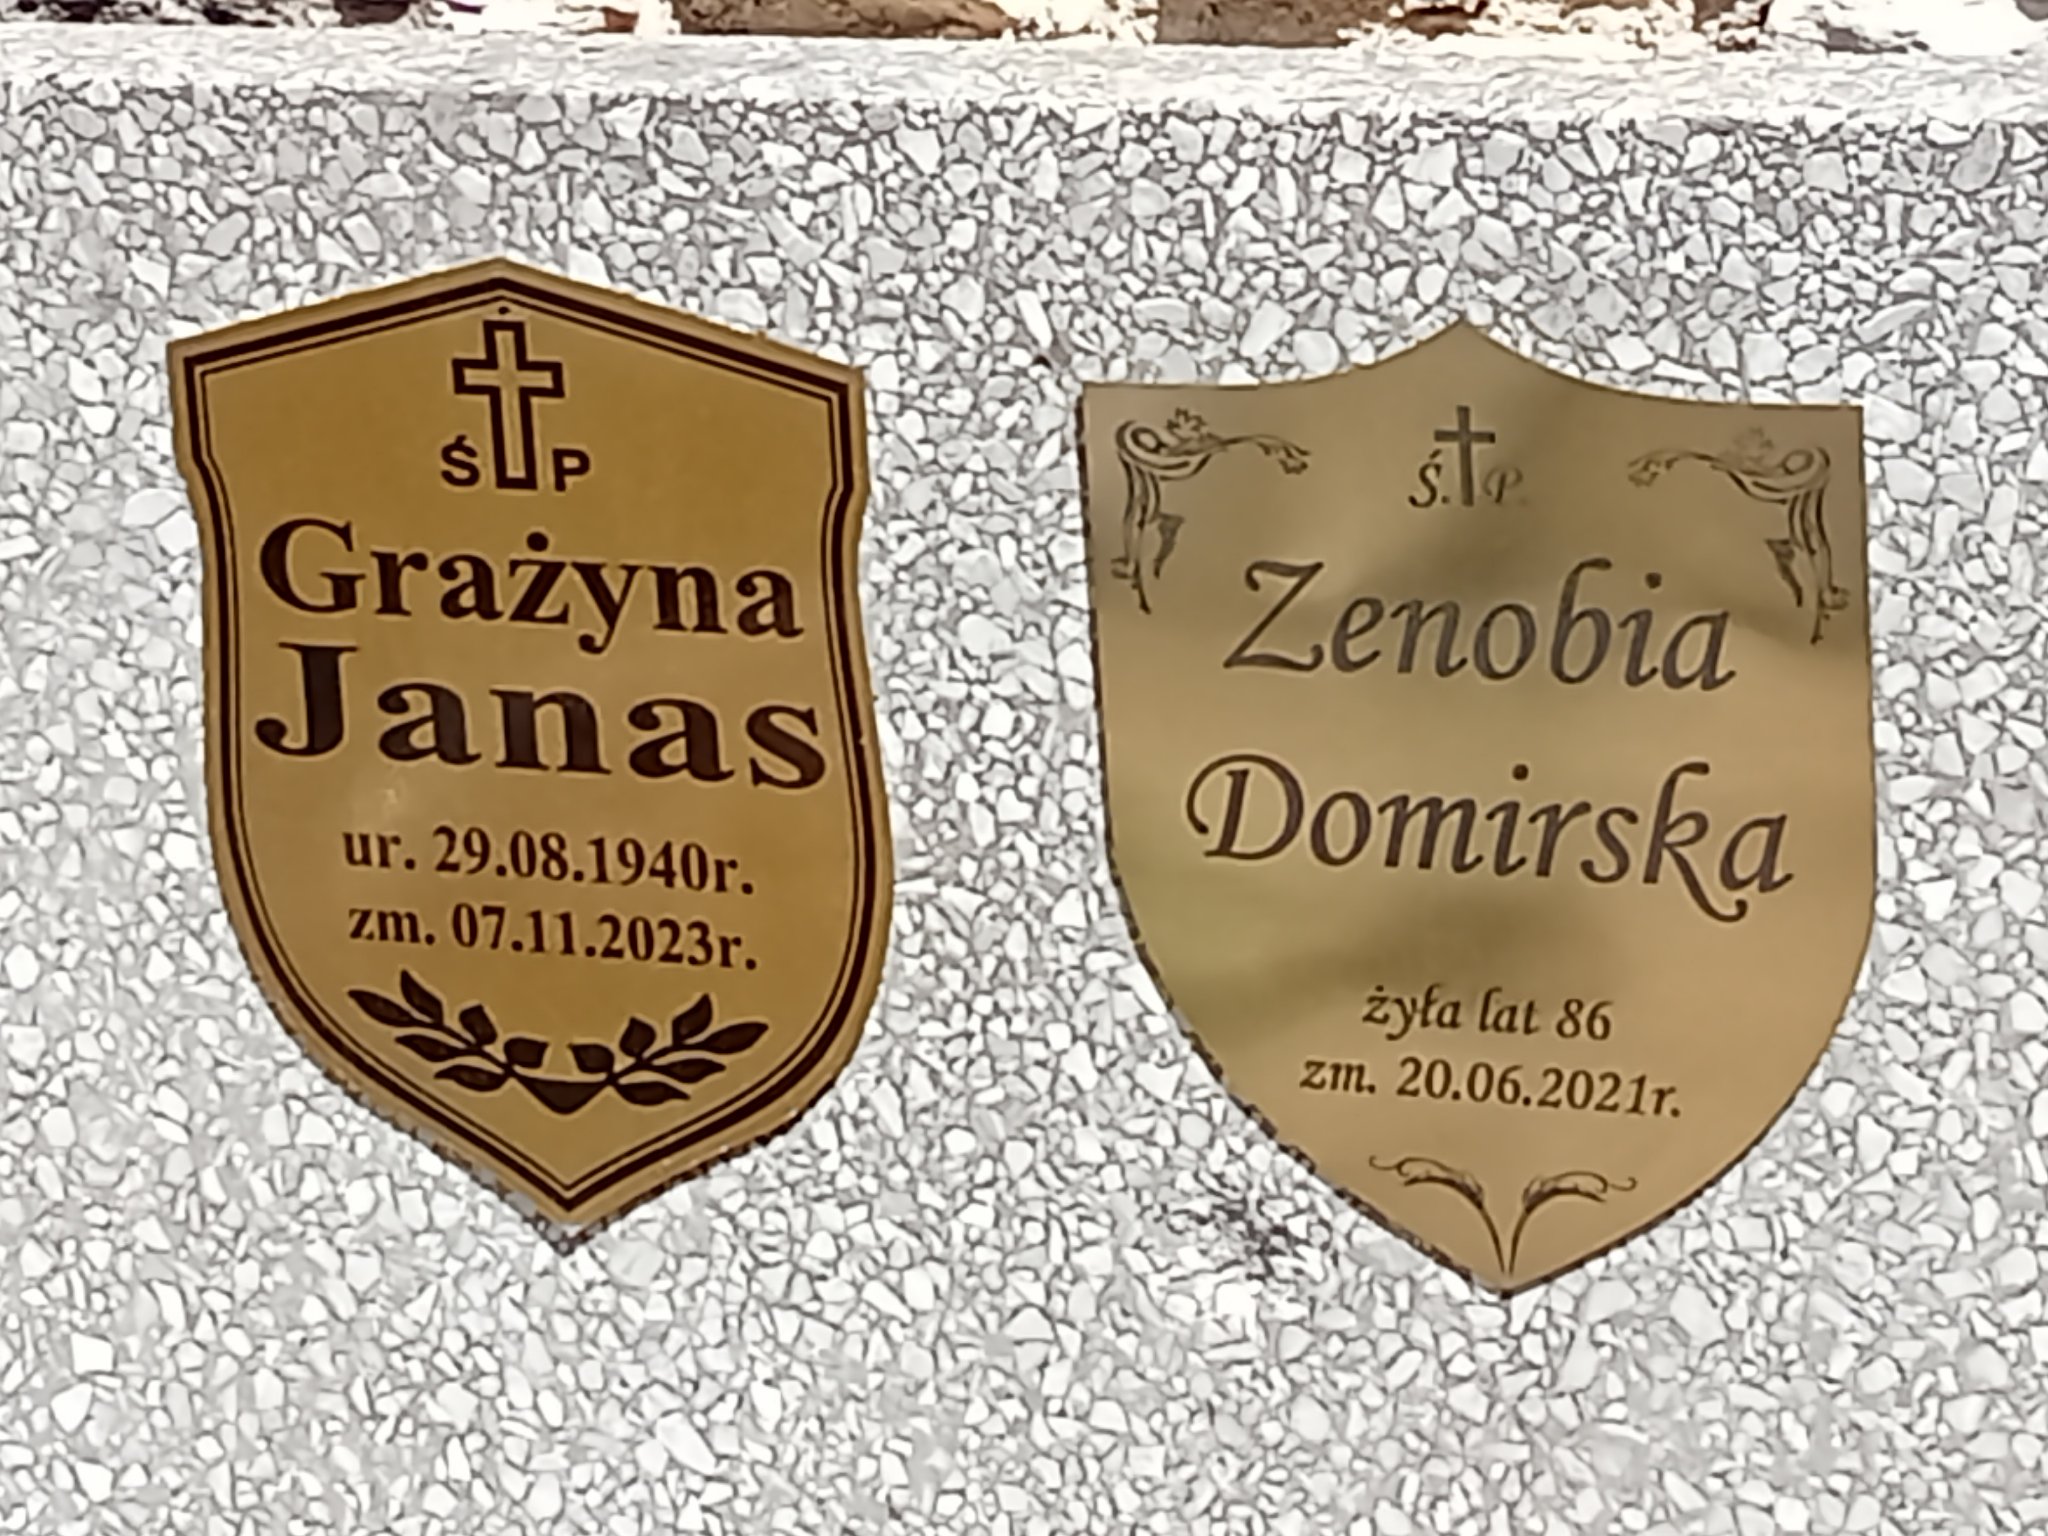 Ś P
Grażyna
Janas
ur. 29.08.1940r.
zm. 07.11.2023r.
Ś. P.
Zenobia
Domirska
żyła lat 86
zm. 20.06.2021r.